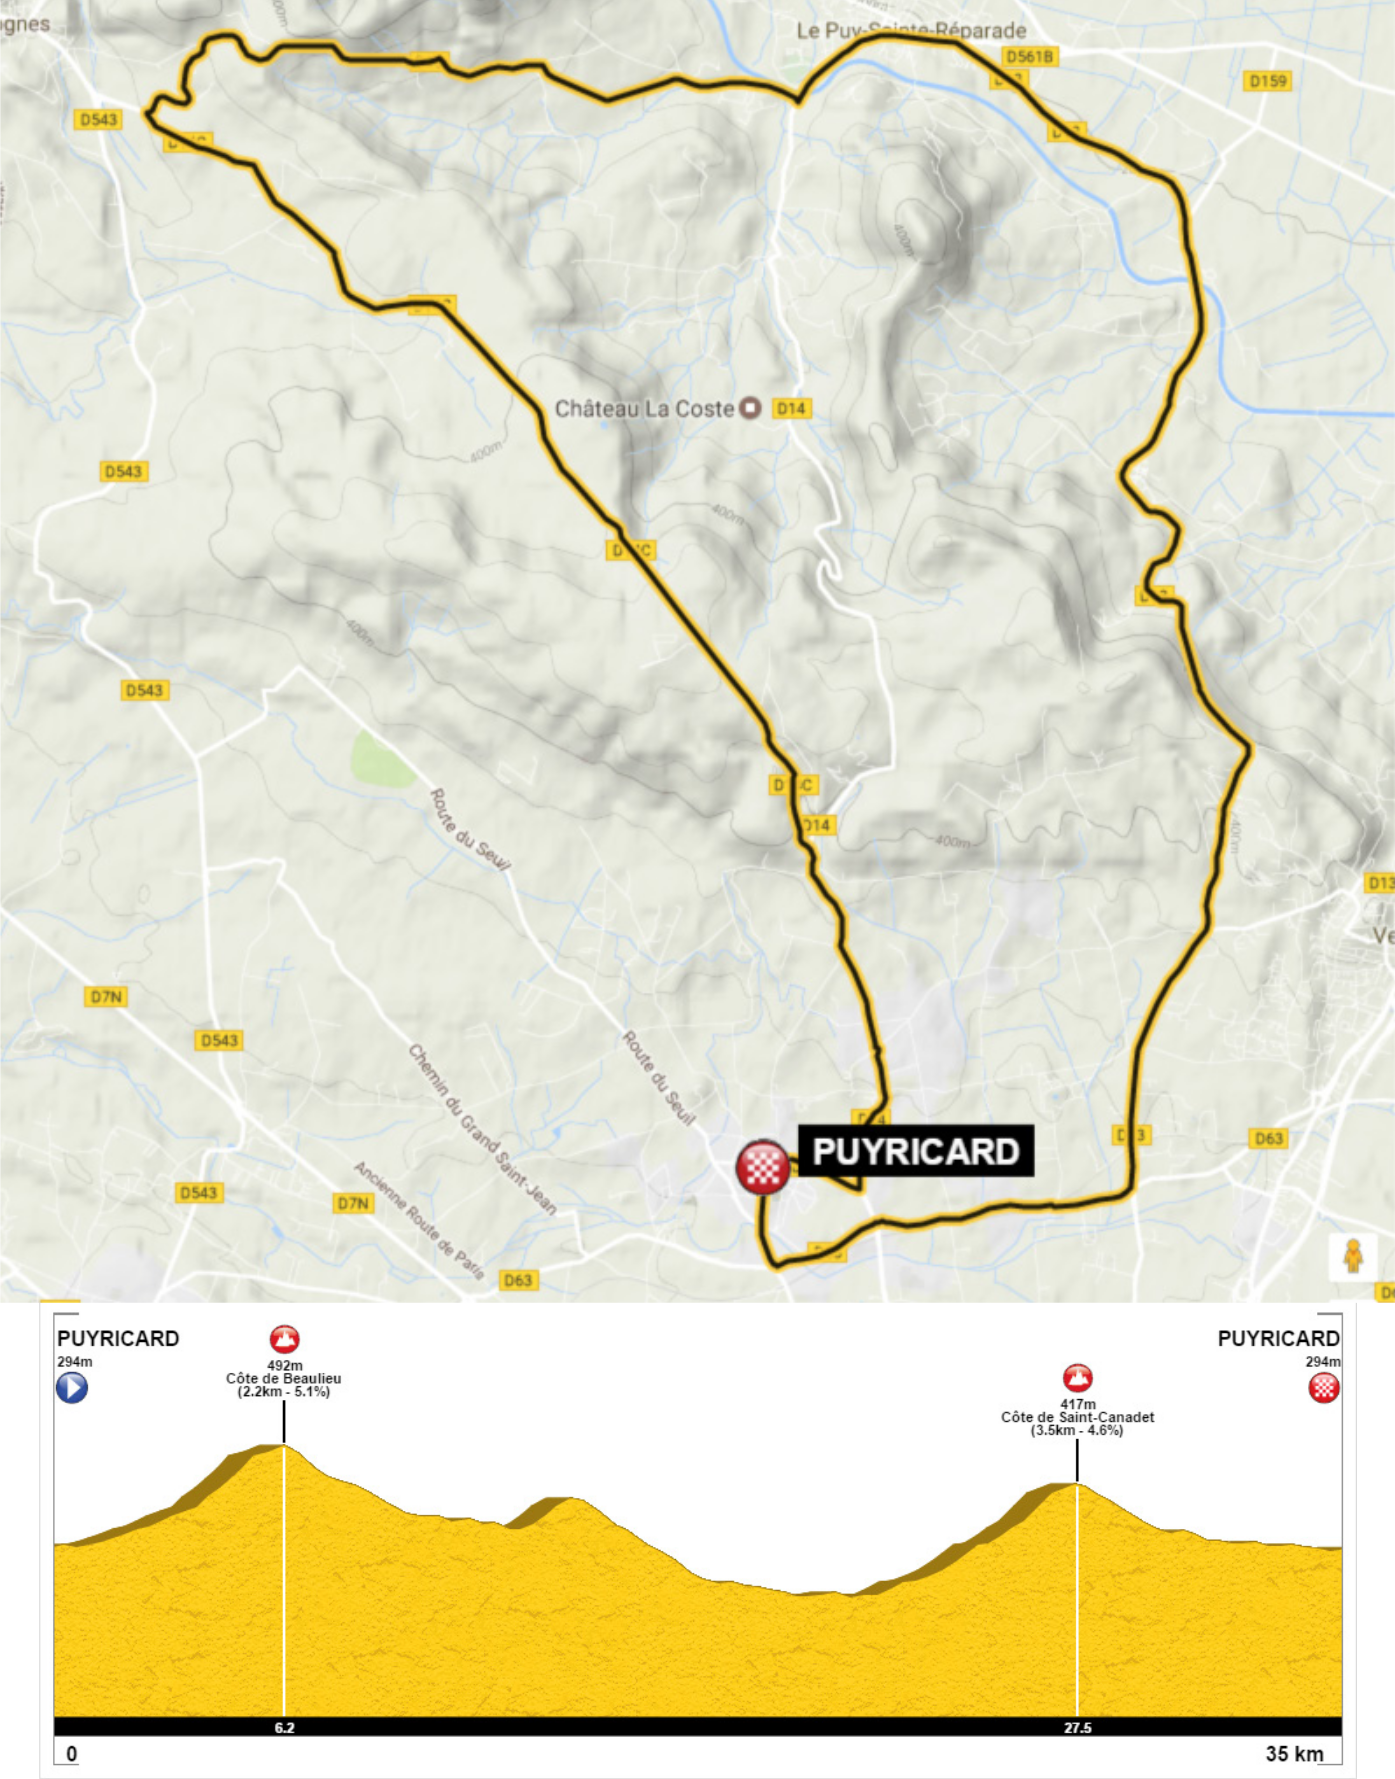 Le Puy-Sainte-Réparade
D561B
D159
D543
400m
Château La Coste
D14
D543
400m
400m
400m
D543
D14
400m
400m
Route du Seuil
D13
D7N
D543
Route du Seuil
Chemin du Grand Saint-Jean
PUYRICARD
D63
D543
D7N
Ancienne Route de Paris
D63
PUYRICARD
294m
492m
Côte de Beaulieu
(2.2km - 5.1%)
417m
Côte de Saint-Canadet
(3.5km - 4.6%)
PUYRICARD
294m
6.2
27.5
0
35 km